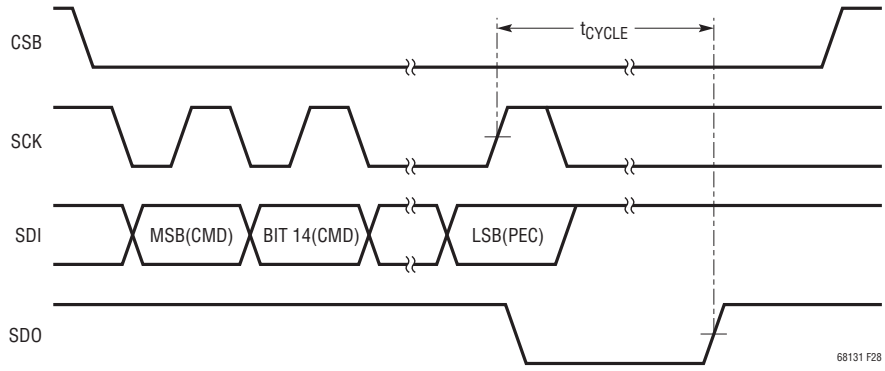 tCYCLE
CSB
SCK
SDI
MSB(CMD)
BIT 14(CMD)
LSB(PEC)
SDO
68131 F28